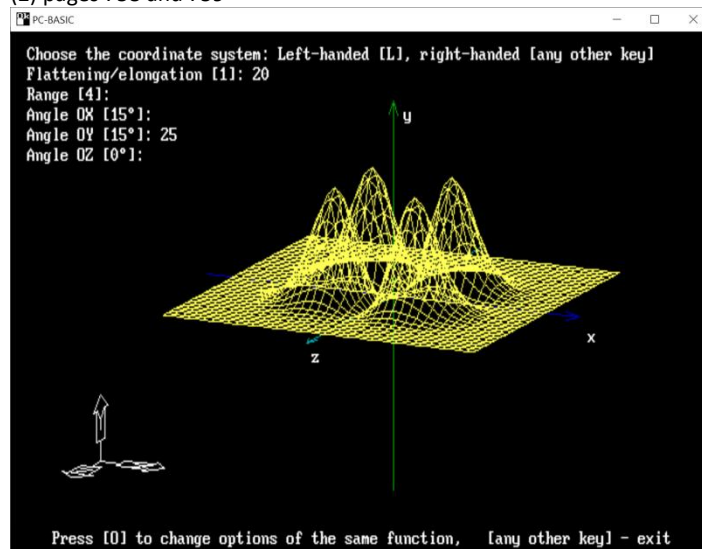 PC-BASIC
Choose the coordinate system: Left-handed [L], right-handed [any other key]
Flattening/elongation [1]: 20
Range [4]:
Angle OX [15°]:
Angle OY [15°]: 25
Angle OZ [0°]:
y
x
z
Press [O] to change options of the same function,   [any other key] - exit